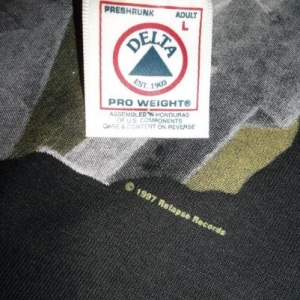 PRESHRUNK ADULT
L
DELTA
EST. 1903
PRO WEIGHT®
ASSEMBLED IN HONDURAS
OF U.S. COMPONENTS
CARE & CONTENT ON REVERSE
© 1997 Relapse Records